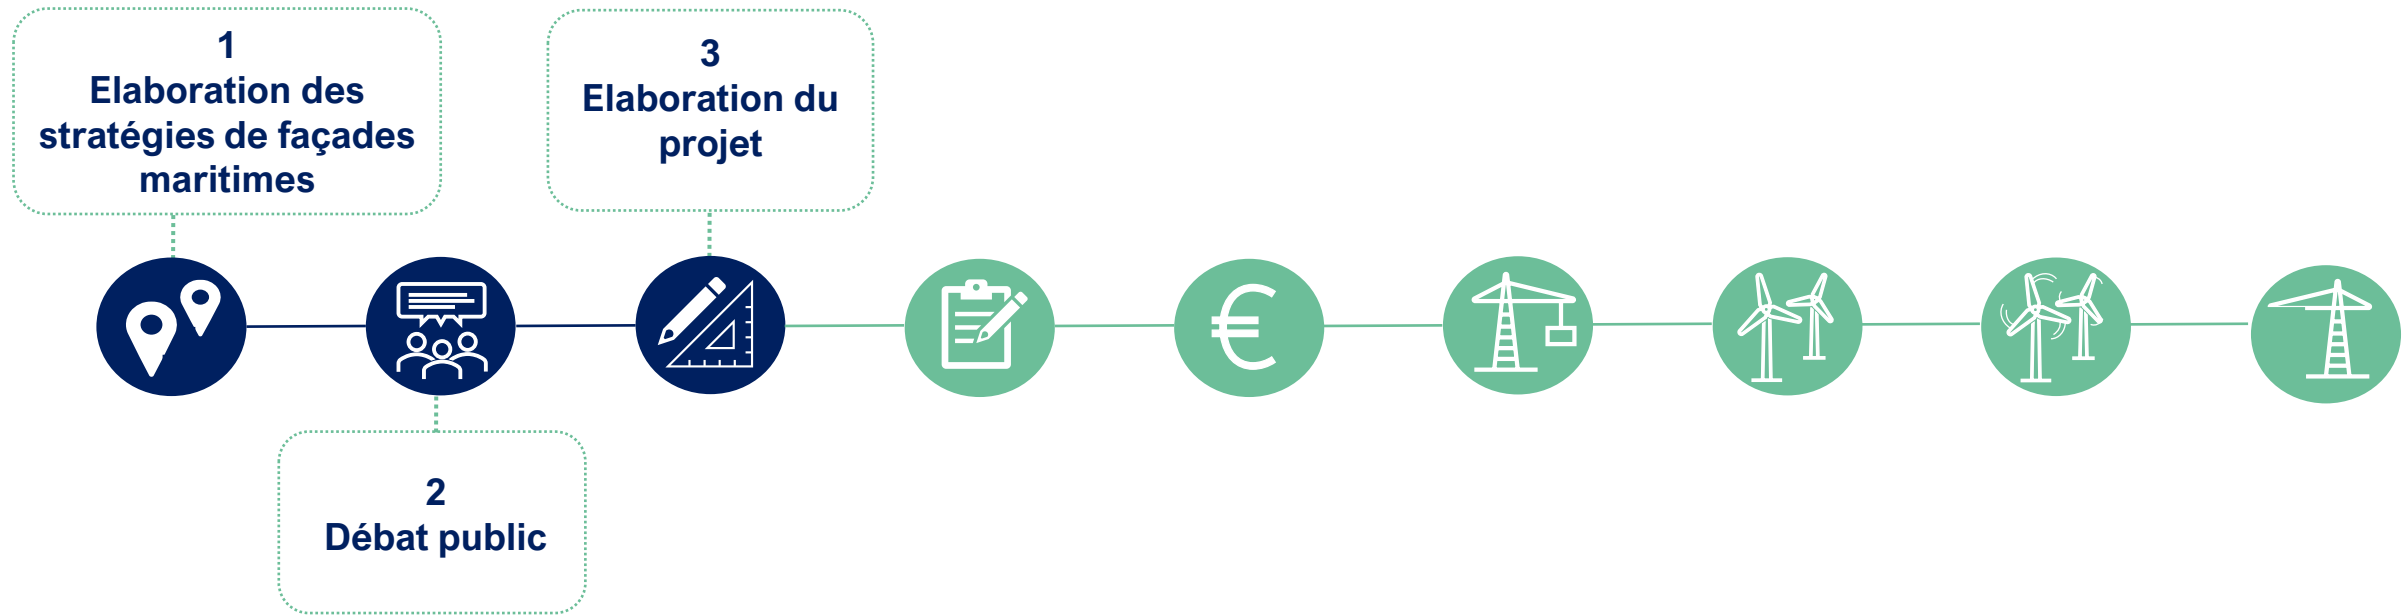 1
Elaboration des
stratégies de façades
maritimes
2
Débat public
3
Elaboration du
projet
€